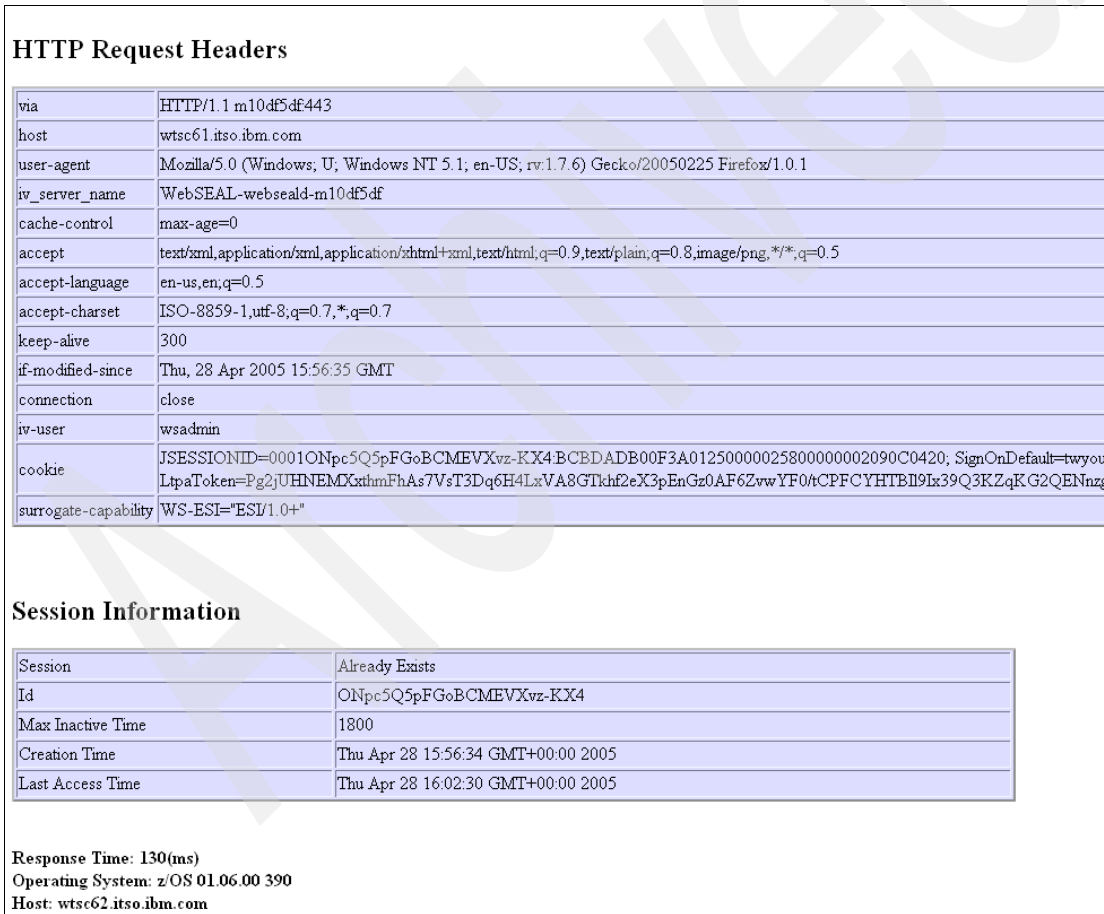 HTTP Request Headers
via HTTP/1.1 m10df5df:443
host wtsc61.itso.ibm.com
user-agent Mozilla/5.0 (Windows; U; Windows NT 5.1; en-US; rv:1.7.6) Gecko/20050225 Firefox/1.0.1
iv_server_name WebSEAL-webseald-m10df5df
cache-control max-age=0
accept text/xml,application/xml,application/xhtml+xml,text/html;q=0.9,text/plain;q=0.8,image/png,*/*;q=0.5
accept-language en-us,en;q=0.5
accept-charset ISO-8859-1,utf-8;q=0.7,*;q=0.7
keep-alive 300
if-modified-since Thu, 28 Apr 2005 15:56:35 GMT
connection close
iv-user wsadmin
cookie JSESSIONID=0001ONpc5Q5pFGoBCMEVXvz-KX4:BCBDADB00F3A012500000025800000002090C0420; SignOnDefault=twyou
LtpaToken=Pg2jUHNEMXxthmFhAs7VsT3Dq6H4LxVA8GTkhf2eX3pEnGz0AF6ZvwYF0/tCPFCYHTBIl9Ix39Q3KZqKG2QENnzg
surrogate-capability WS-ESI="ESI/1.0+"
Session Information
Session Already Exists
Id ONpc5Q5pFGoBCMEVXvz-KX4
Max Inactive Time 1800
Creation Time Thu Apr 28 15:56:34 GMT+00:00 2005
Last Access Time Thu Apr 28 16:02:30 GMT+00:00 2005
Response Time: 130(ms)
Operating System: z/OS 01.06.00 390
Host: wtsc62.itso.ibm.com